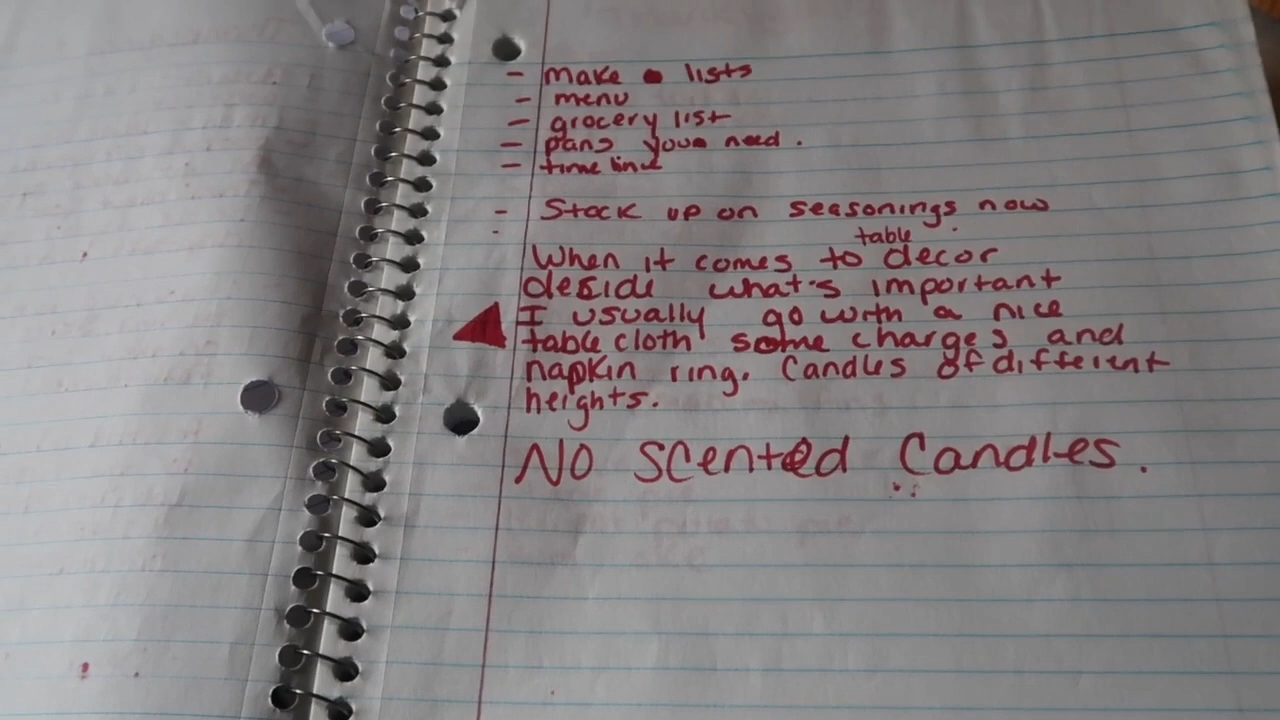 - make lists
- menu
- grocery list
- pans you need.
- time line
- Stock up on seasonings now
table
When it comes to decor
deside what's important
I usually go with a nice
table cloth some charges and
napkin ring. Candles of different
heights.
No Scented Candles.